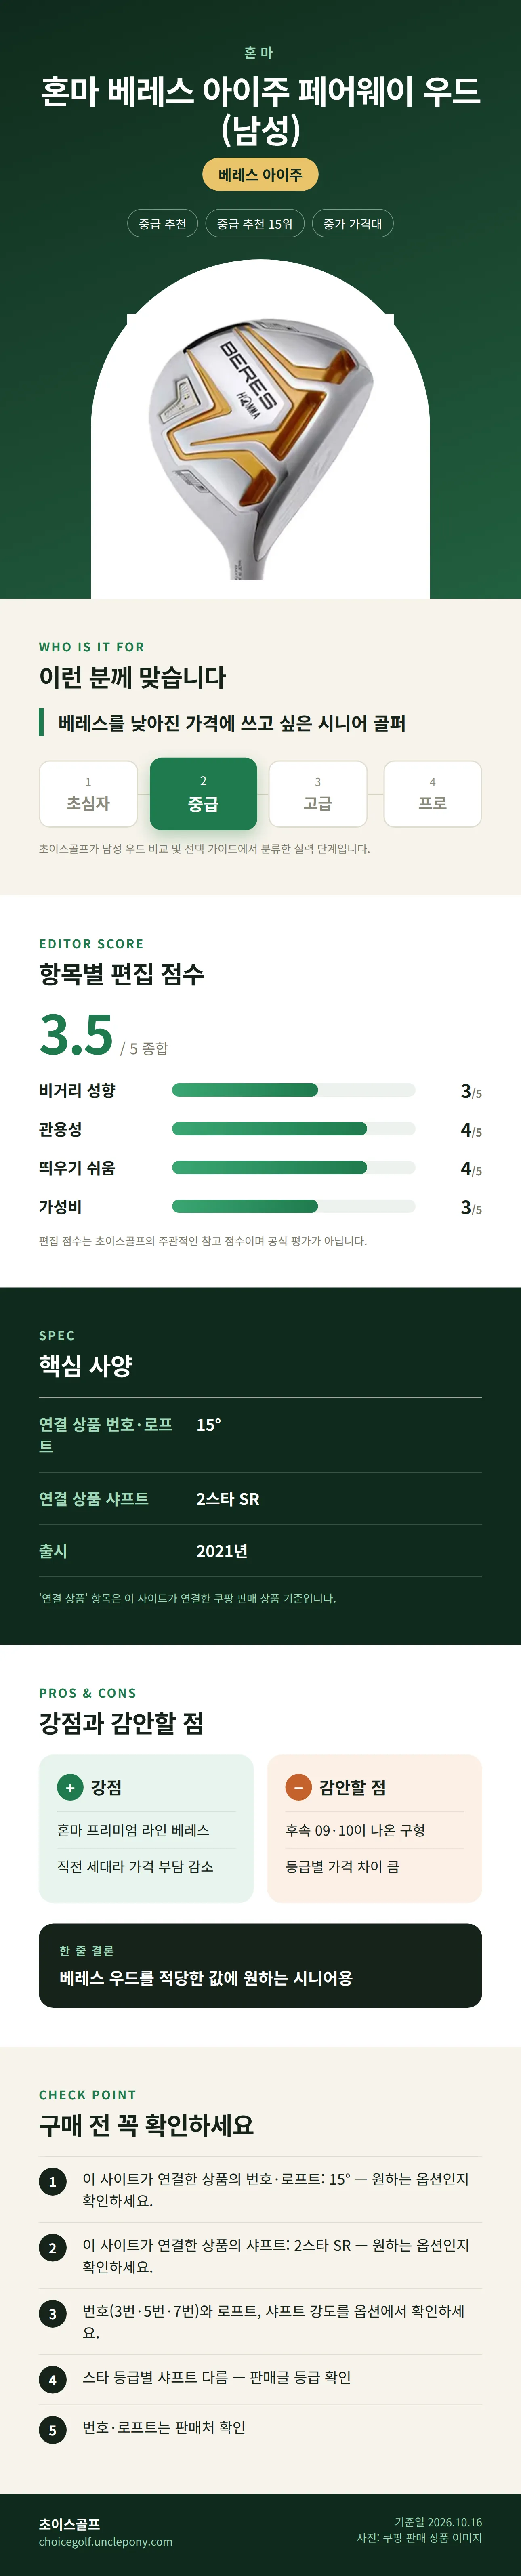 혼마
혼마 베레스 아이주 페어웨이 우드
(남성)
베레스 아이주
중급 추천
중급 추천 15위
중가 가격대
BERES
HONMA
WHO IS IT FOR
이런 분께 맞습니다
베레스를 낮아진 가격에 쓰고 싶은 시니어 골퍼
1
초심자
2
중급
3
고급
4
프로
초이스골프가 남성 우드 비교 및 선택 가이드에서 분류한 실력 단계입니다.
EDITOR SCORE
항목별 편집 점수
3.5 / 5 종합
비거리 성향 3/5
관용성 4/5
띄우기 쉬움 4/5
가성비 3/5
편집 점수는 초이스골프의 주관적인 참고 점수이며 공식 평가가 아닙니다.
SPEC
핵심 사양
연결 상품 번호·로프
트
15°
연결 상품 샤프트 2스타 SR
출시 2021년
'연결 상품' 항목은 이 사이트가 연결한 쿠팡 판매 상품 기준입니다.
PROS & CONS
강점과 감안할 점
+ 강점
혼마 프리미엄 라인 베레스
직전 세대라 가격 부담 감소
− 감안할 점
후속 09·10이 나온 구형
등급별 가격 차이 큼
한 줄 결론
베레스 우드를 적당한 값에 원하는 시니어용
CHECK POINT
구매 전 꼭 확인하세요
1 이 사이트가 연결한 상품의 번호·로프트: 15° — 원하는 옵션인지
확인하세요.
2 이 사이트가 연결한 상품의 샤프트: 2스타 SR — 원하는 옵션인지
확인하세요.
3 번호(3번·5번·7번)와 로프트, 샤프트 강도를 옵션에서 확인하세
요.
4 스타 등급별 샤프트 다름 — 판매글 등급 확인
5 번호·로프트는 판매처 확인
초이스골프
choicegolf.unclepony.com
기준일 2026.10.16
사진: 쿠팡 판매 상품 이미지